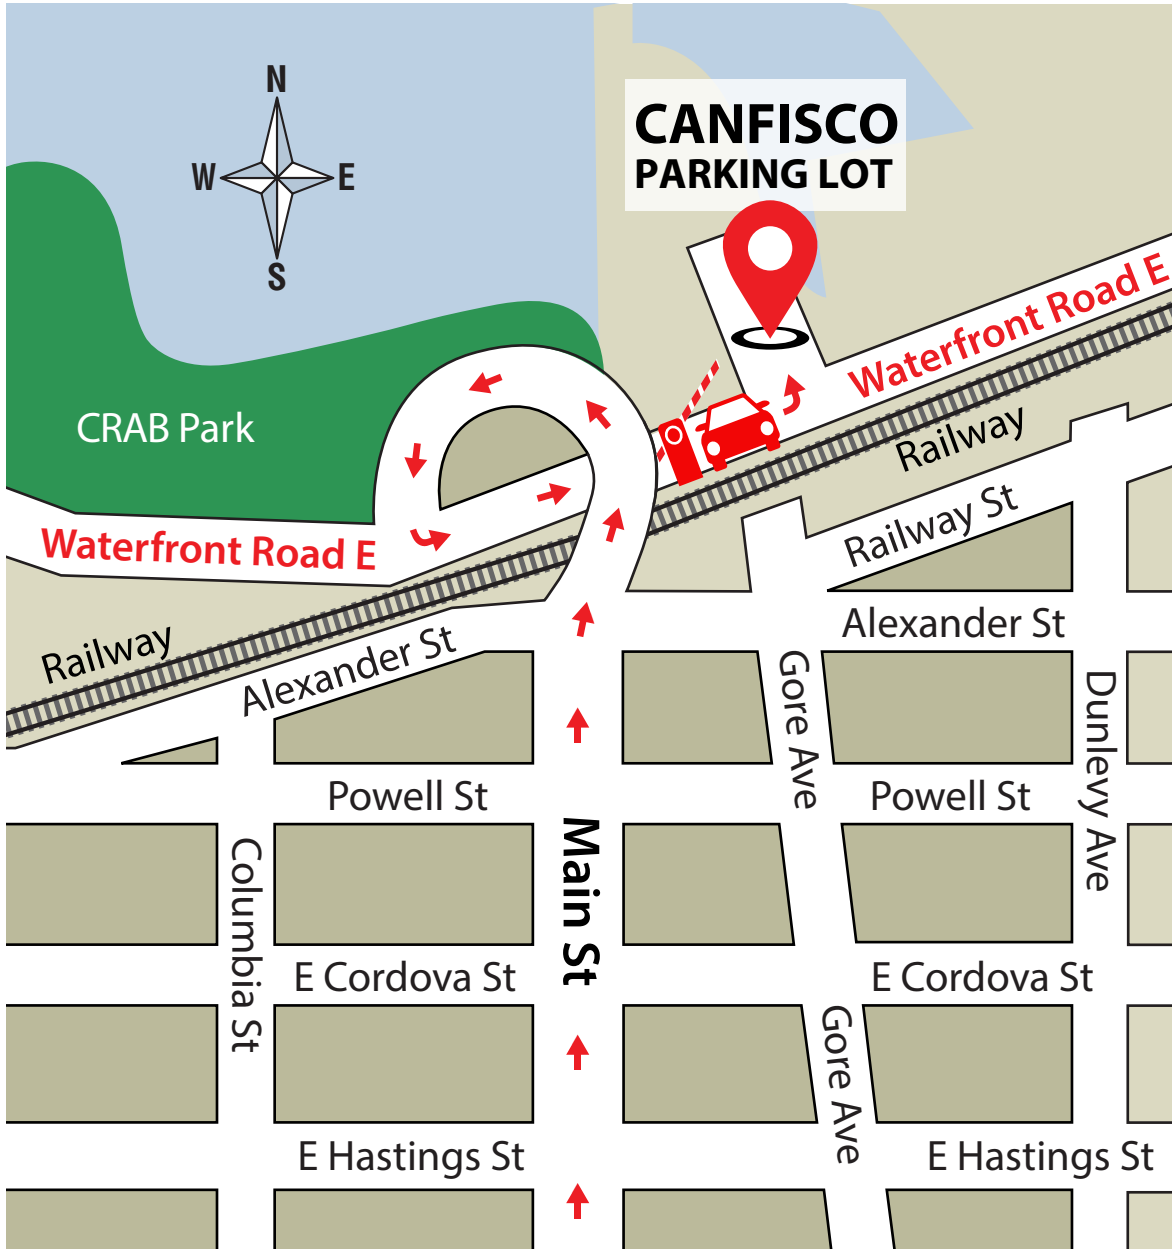 N
W
E
S
CANFISCO
PARKING LOT
Waterfront Road E
CRAB Park
Railway
Waterfront Road E
Railway St
Railway
Alexander St
Alexander St
Gore Ave
Dunlevy Ave
Powell St
Powell St
Main St
Columbia St
E Cordova St
E Cordova St
Gore Ave
E Hastings St
E Hastings St